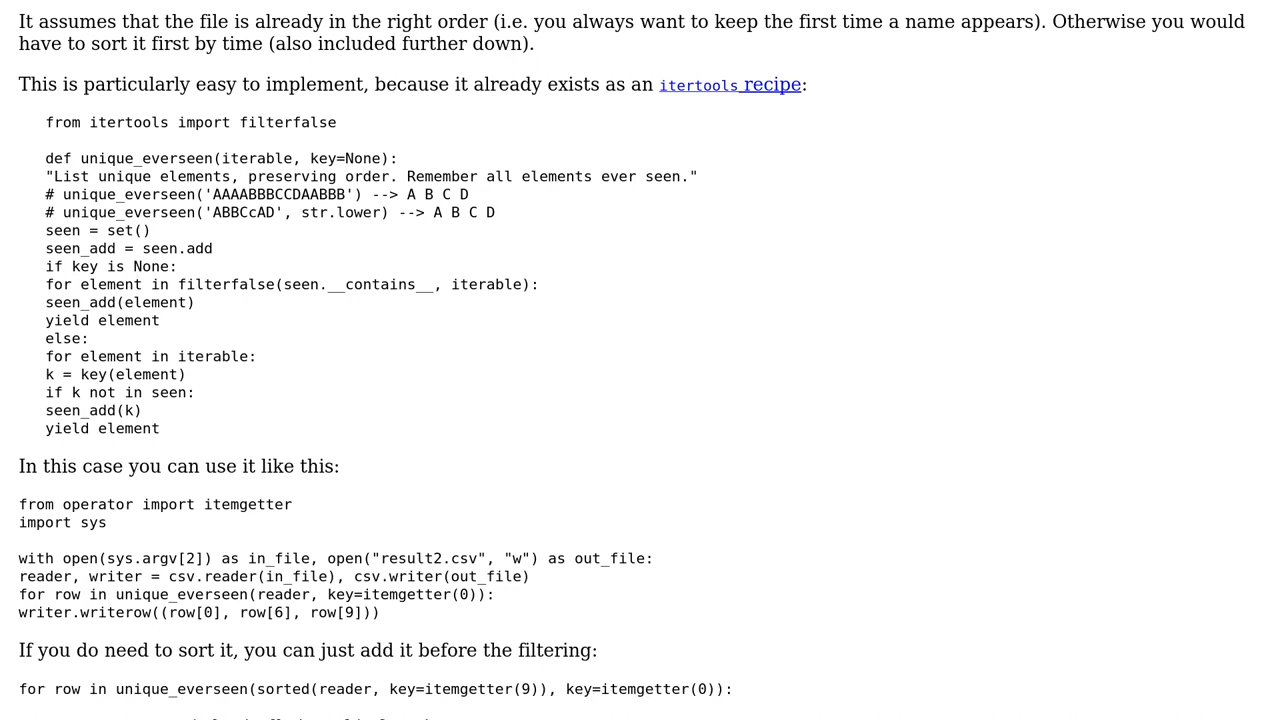 It assumes that the file is already in the right order (i.e. you always want to keep the first time a name appears). Otherwise you would
have to sort it first by time (also included further down).
This is particularly easy to implement, because it already exists as an itertools recipe:
from itertools import filterfalse
def unique_everseen(iterable, key=None):
"List unique elements, preserving order. Remember all elements ever seen."
# unique_everseen('AAAABBBCCDAABBB') --> A B C D
# unique_everseen('ABBCcAD', str.lower) --> A B C D
seen = set()
seen_add = seen.add
if key is None:
for element in filterfalse(seen.__contains__, iterable):
seen_add(element)
yield element
else:
for element in iterable:
k = key(element)
if k not in seen:
seen_add(k)
yield element
In this case you can use it like this:
from operator import itemgetter
import sys
with open(sys.argv[2]) as in_file, open("result2.csv", "w") as out_file:
reader, writer = csv.reader(in_file), csv.writer(out_file)
for row in unique_everseen(reader, key=itemgetter(0)):
writer.writerow((row[0], row[6], row[9]))
If you do need to sort it, you can just add it before the filtering:
for row in unique_everseen(sorted(reader, key=itemgetter(9)), key=itemgetter(0)):